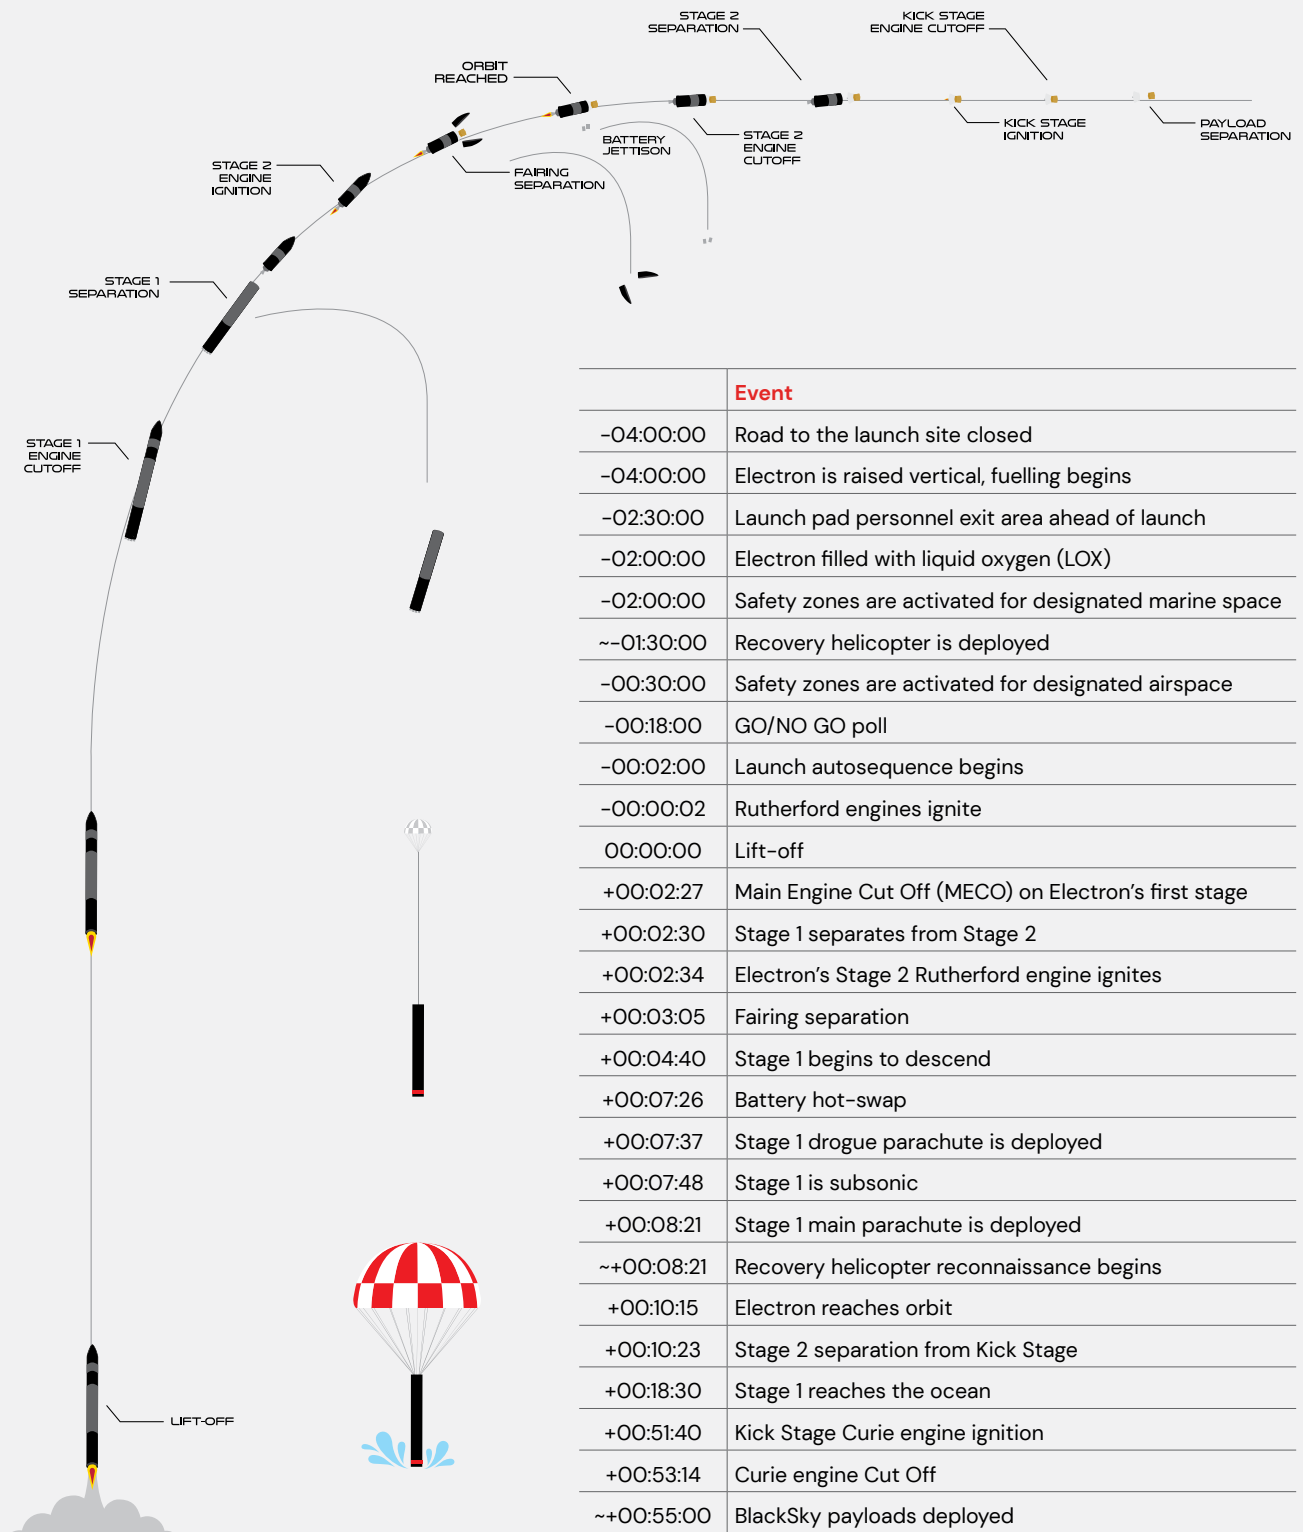 STAGE 2
SEPARATION
KICK STAGE
ENGINE CUTOFF
ORBIT
REACHED
BATTERY
JETTISON
STAGE 2
ENGINE
CUTOFF
KICK STAGE
IGNITION
PAYLOAD
SEPARATION
STAGE 2
ENGINE
IGNITION
FAIRING
SEPARATION
STAGE 1
SEPARATION
STAGE 1
ENGINE
CUTOFF
LIFT-OFF
Event
-04:00:00 Road to the launch site closed
-04:00:00 Electron is raised vertical, fuelling begins
-02:30:00 Launch pad personnel exit area ahead of launch
-02:00:00 Electron filled with liquid oxygen (LOX)
-02:00:00 Safety zones are activated for designated marine space
~-01:30:00 Recovery helicopter is deployed
-00:30:00 Safety zones are activated for designated airspace
-00:18:00 GO/NO GO poll
-00:02:00 Launch autosequence begins
-00:00:02 Rutherford engines ignite
00:00:00 Lift-off
+00:02:27 Main Engine Cut Off (MECO) on Electron's first stage
+00:02:30 Stage 1 separates from Stage 2
+00:02:34 Electron's Stage 2 Rutherford engine ignites
+00:03:05 Fairing separation
+00:04:40 Stage 1 begins to descend
+00:07:26 Battery hot-swap
+00:07:37 Stage 1 drogue parachute is deployed
+00:07:48 Stage 1 is subsonic
+00:08:21 Stage 1 main parachute is deployed
~+00:08:21 Recovery helicopter reconnaissance begins
+00:10:15 Electron reaches orbit
+00:10:23 Stage 2 separation from Kick Stage
+00:18:30 Stage 1 reaches the ocean
+00:51:40 Kick Stage Curie engine ignition
+00:53:14 Curie engine Cut Off
~+00:55:00 BlackSky payloads deployed